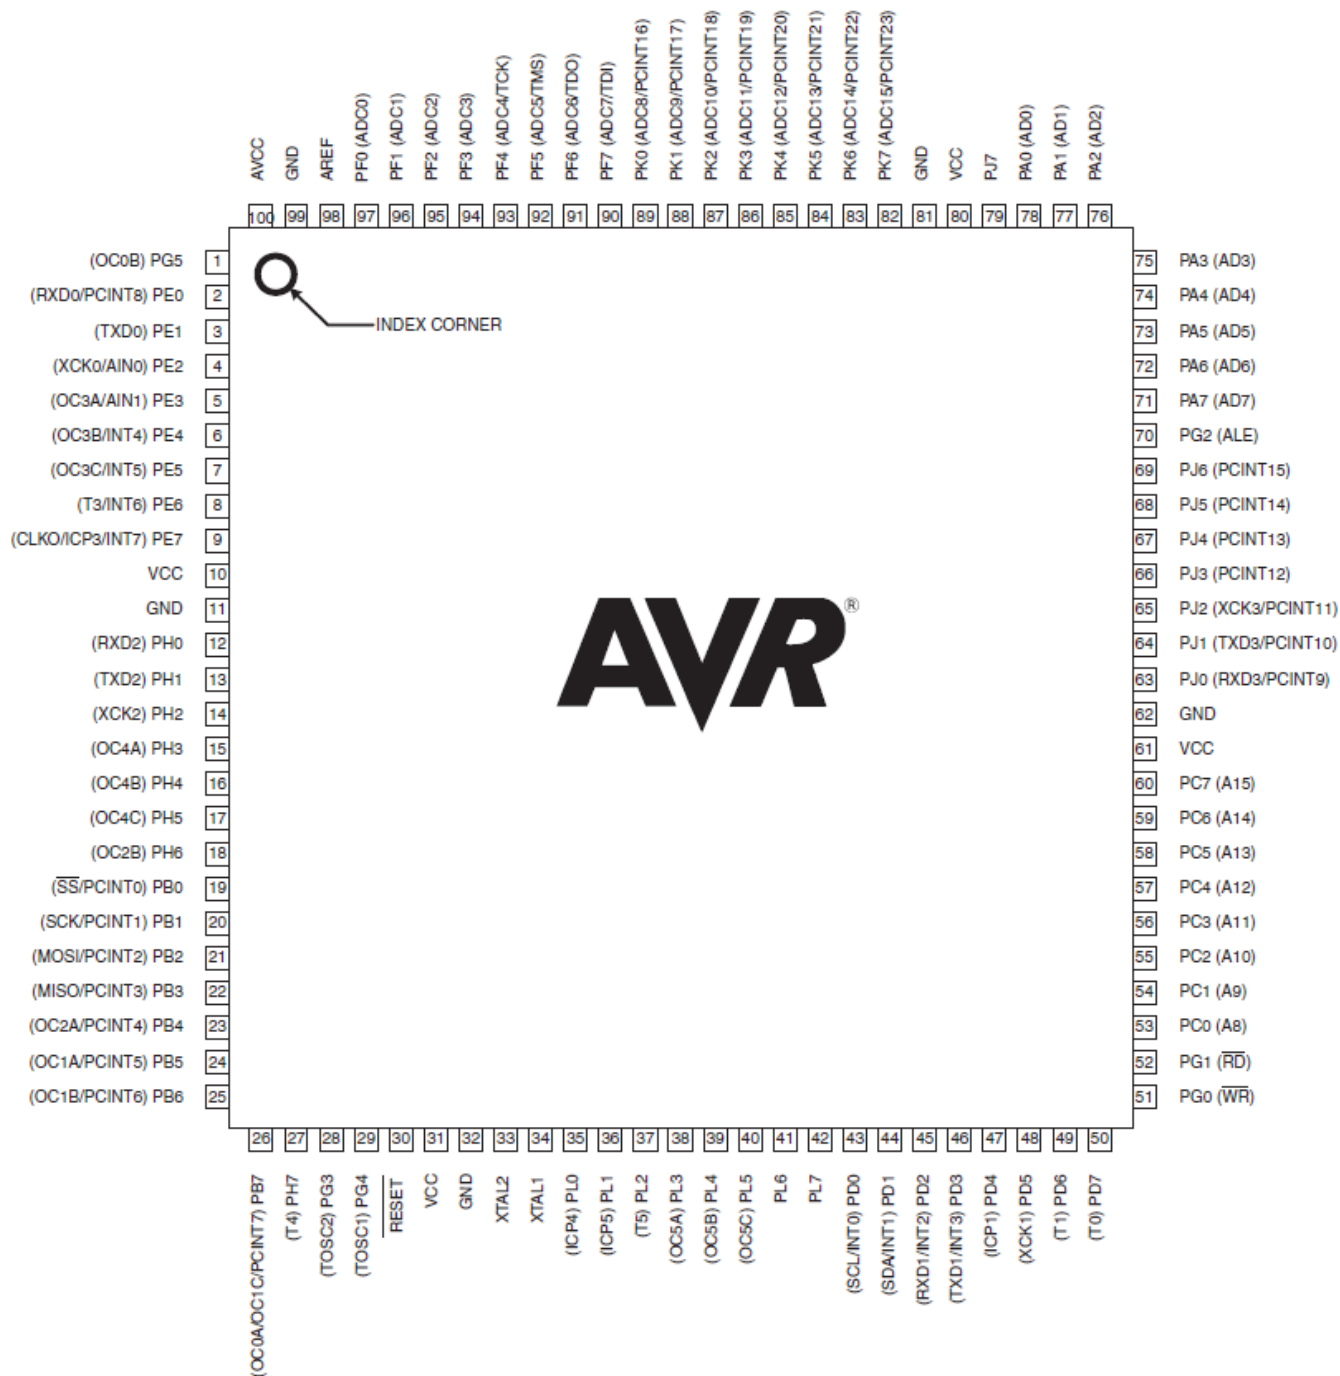 AVCC
GND
AREF
PF0 (ADC0)
PF1 (ADC1)
PF2 (ADC2)
PF3 (ADC3)
PF4 (ADC4/TCK)
PF5 (ADC5/TMS)
PF6 (ADC6/TDO)
PF7 (ADC7/TDI)
PK0 (ADC8/PCINT16)
PK1 (ADC9/PCINT17)
PK2 (ADC10/PCINT18)
PK3 (ADC11/PCINT19)
PK4 (ADC12/PCINT20)
PK5 (ADC13/PCINT21)
PK6 (ADC14/PCINT22)
PK7 (ADC15/PCINT23)
GND
VCC
PJ7
PA0 (AD0)
PA1 (AD1)
PA2 (AD2)
100 99 98 97 96 95 94 93 92 91 90 89 88 87 86 85 84 83 82 81 80 79 78 77 76
(OC0B) PG5 1
(RXD0/PCINT8) PE0 2
(TXD0) PE1 3
(XCK0/AIN0) PE2 4
(OC3A/AIN1) PE3 5
(OC3B/INT4) PE4 6
(OC3C/INT5) PE5 7
(T3/INT6) PE6 8
(CLKO/ICP3/INT7) PE7 9
VCC 10
GND 11
(RXD2) PH0 12
(TXD2) PH1 13
(XCK2) PH2 14
(OC4A) PH3 15
(OC4B) PH4 16
(OC4C) PH5 17
(OC2B) PH6 18
(SS/PCINT0) PB0 19
(SCK/PCINT1) PB1 20
(MOSI/PCINT2) PB2 21
(MISO/PCINT3) PB3 22
(OC2A/PCINT4) PB4 23
(OC1A/PCINT5) PB5 24
(OC1B/PCINT6) PB6 25
INDEX CORNER
AVR®
75 PA3 (AD3)
74 PA4 (AD4)
73 PA5 (AD5)
72 PA6 (AD6)
71 PA7 (AD7)
70 PG2 (ALE)
69 PJ6 (PCINT15)
68 PJ5 (PCINT14)
67 PJ4 (PCINT13)
66 PJ3 (PCINT12)
65 PJ2 (XCK3/PCINT11)
64 PJ1 (TXD3/PCINT10)
63 PJ0 (RXD3/PCINT9)
62 GND
61 VCC
60 PC7 (A15)
59 PC6 (A14)
58 PC5 (A13)
57 PC4 (A12)
56 PC3 (A11)
55 PC2 (A10)
54 PC1 (A9)
53 PC0 (A8)
52 PG1 (RD)
51 PG0 (WR)
26 27 28 29 30 31 32 33 34 35 36 37 38 39 40 41 42 43 44 45 46 47 48 49 50
(OC0A/OC1C/PCINT7) PB7
(T4) PH7
(TOSC2) PG3
(TOSC1) PG4
RESET
VCC
GND
XTAL2
XTAL1
(ICP4) PL0
(ICP5) PL1
(T5) PL2
(OC5A) PL3
(OC5B) PL4
(OC5C) PL5
PL6
PL7
(SCL/INT0) PD0
(SDA/INT1) PD1
(RXD1/INT2) PD2
(TXD1/INT3) PD3
(ICP1) PD4
(XCK1) PD5
(T1) PD6
(T0) PD7